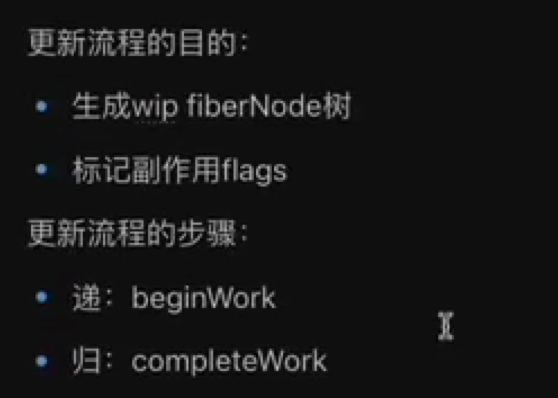 更新流程的目的：
• 生成wip fiberNode树
• 标记副作用flags
更新流程的步骤：
• 递：beginWork
• 归：completeWork